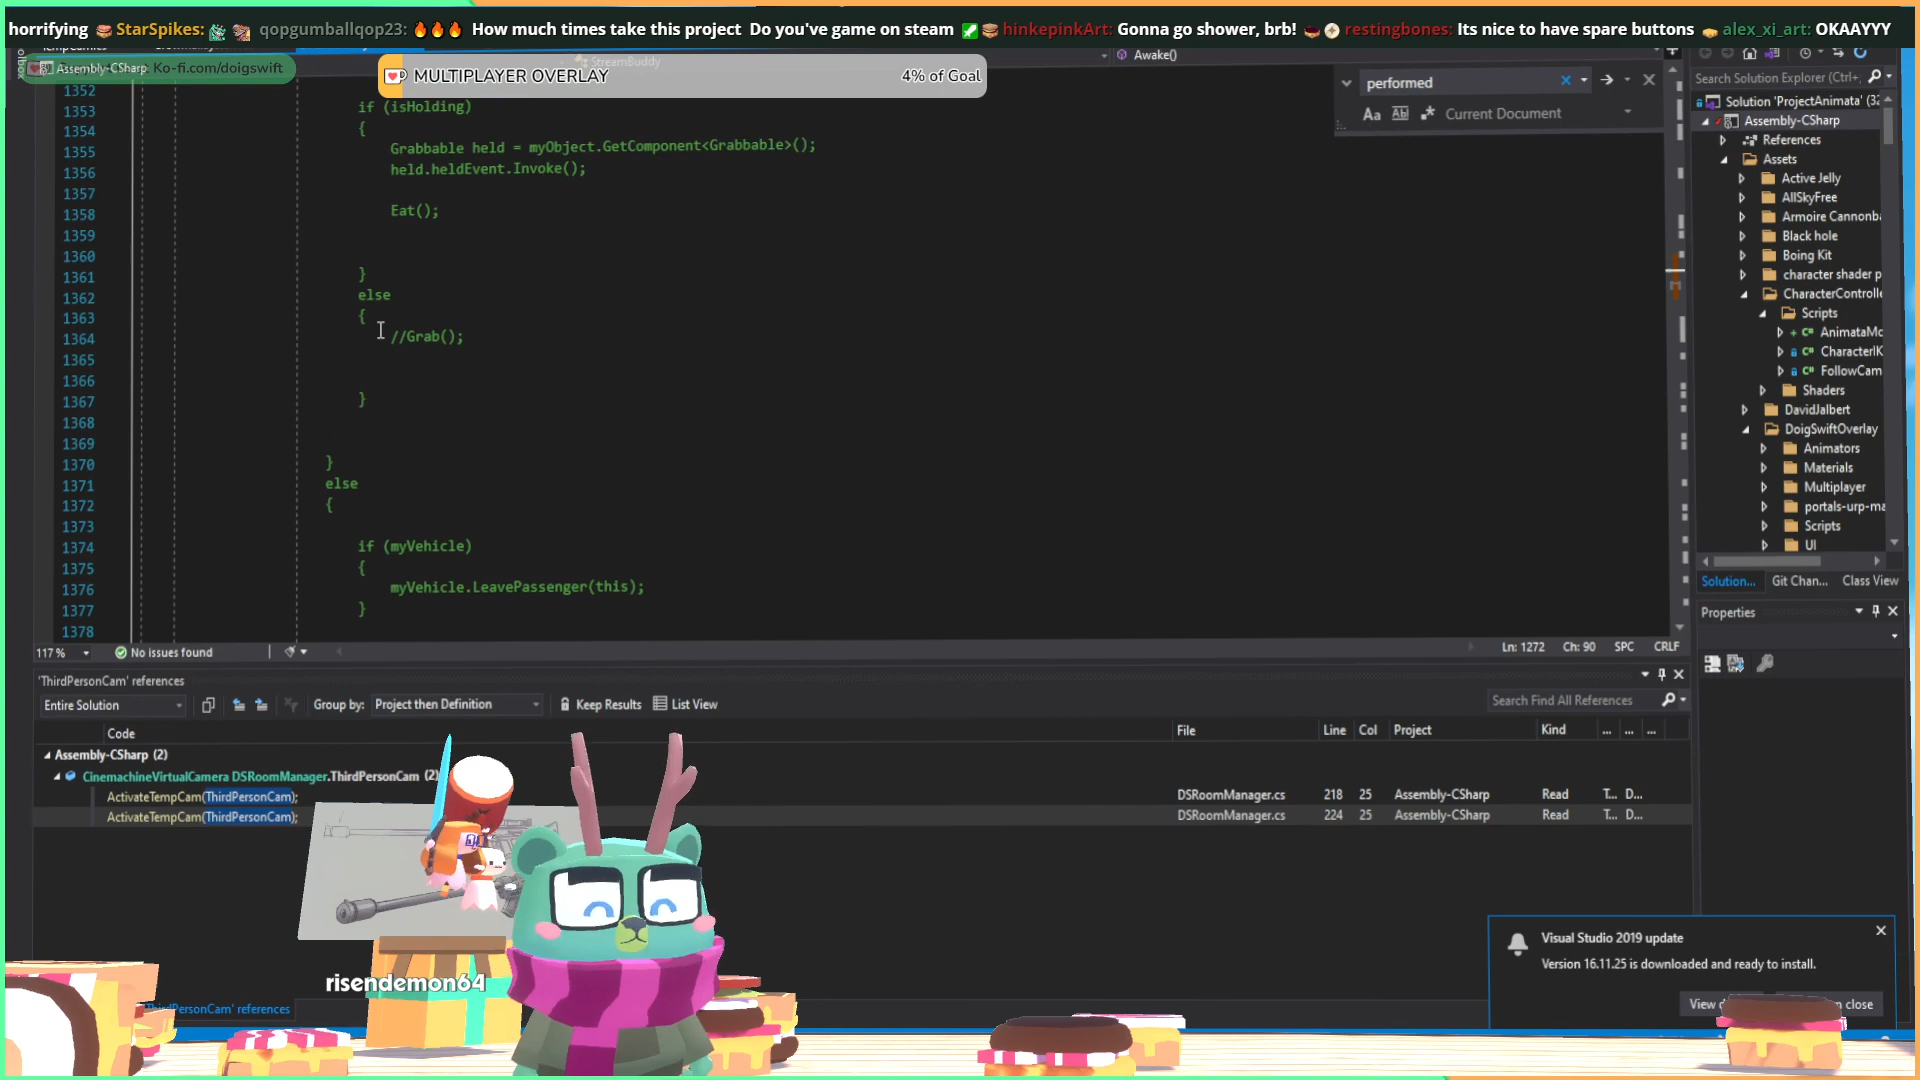 horrifying StarSpikes: qopgumballqop23: How much times take this project Do you've game on steam hinkepinkArt: Gonna go shower, brb! restingbones: Its nice to have spare buttons alex_xi_art: OKAAYYY
Assembly-CSharp Ko-fi.com/doigswift
StreamBuddy
MULTIPLAYER OVERLAY 4% of Goal
Awake()
performed
Current Document
1352
1353 if (isHolding)
1354 {
1355 Grabbable held = myObject.GetComponent<Grabbable>();
1356 held.heldEvent.Invoke();
1357
1358 Eat();
1359
1360
1361 }
1362 else
1363 {
1364 //Grab();
1365
1366
1367 }
1368
1369
1370 }
1371 else
1372 {
1373
1374 if (myVehicle)
1375 {
1376 myVehicle.LeavePassenger(this);
1377 }
1378
117 % No issues found Ln: 1272 Ch: 90 SPC CRLF
Search Solution Explorer (Ctrl+;
Solution 'ProjectAnimata' (32
Assembly-CSharp
References
Assets
Active Jelly
AllSkyFree
Armoire Cannonba
Black hole
Boing Kit
character shader p
CharacterControlle
Scripts
AnimataMo
CharacterIK
FollowCam
Shaders
DavidJalbert
DoigSwiftOverlay
Animators
Materials
Multiplayer
portals-urp-ma
Scripts
UI
Solution... Git Chan... Class View
Properties
'ThirdPersonCam' references
Entire Solution Group by: Project then Definition Keep Results List View Search Find All References
Code File Line Col Project Kind ... ... ...
Assembly-CSharp (2)
CinemachineVirtualCamera DSRoomManager.ThirdPersonCam (2)
ActivateTempCam(ThirdPersonCam); DSRoomManager.cs 218 25 Assembly-CSharp Read T... D...
ActivateTempCam(ThirdPersonCam); DSRoomManager.cs 224 25 Assembly-CSharp Read T... D...
risendemon64
'ThirdPersonCam' references
Visual Studio 2019 update
Version 16.11.25 is downloaded and ready to install.
View close